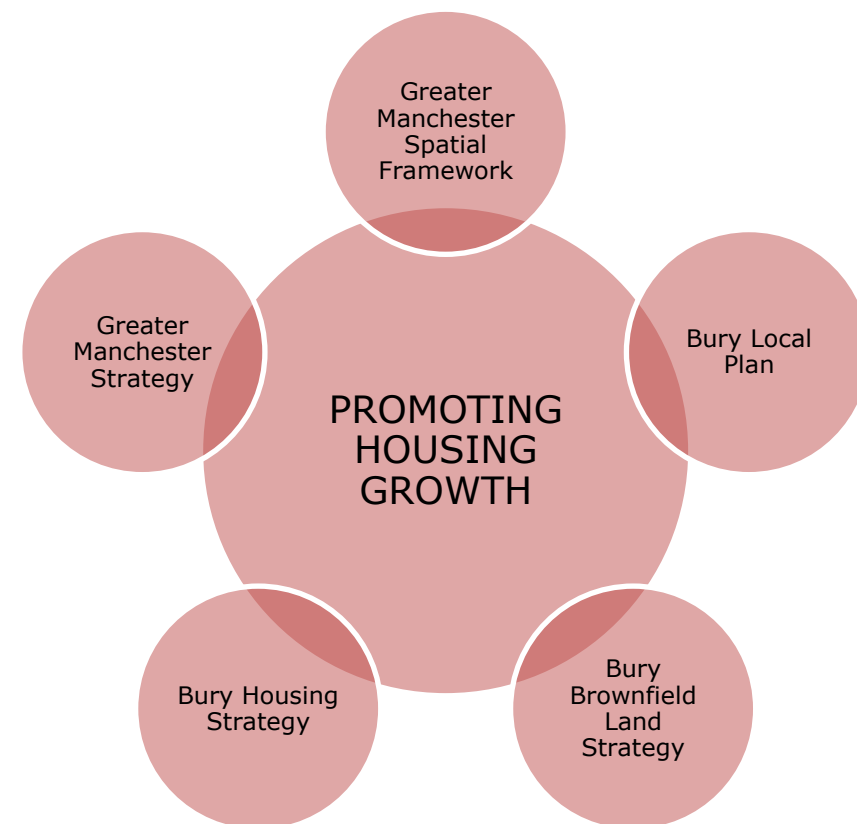 Greater
Manchester
Spatial
Framework
Greater
Manchester
Strategy
Bury Local
Plan
PROMOTING
HOUSING
GROWTH
Bury Housing
Strategy
Bury
Brownfield
Land
Strategy